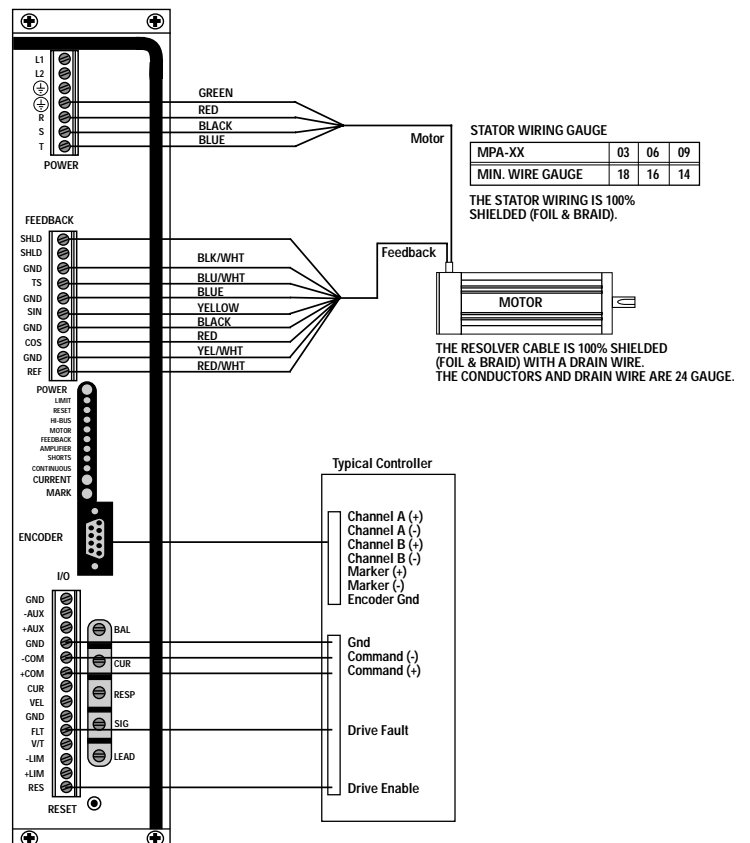 L1
L2
R
S
T
POWER
GREEN
RED
BLACK
BLUE
Motor
STATOR WIRING GAUGE
MPA-XX 03 06 09
MIN. WIRE GAUGE 18 16 14
THE STATOR WIRING IS 100%
SHIELDED (FOIL & BRAID).
FEEDBACK
SHLD
SHLD
GND
TS
GND
SIN
GND
COS
GND
REF
BLK/WHT
BLU/WHT
BLUE
YELLOW
BLACK
RED
YEL/WHT
RED/WHT
Feedback
MOTOR
THE RESOLVER CABLE IS 100% SHIELDED
(FOIL & BRAID) WITH A DRAIN WIRE.
THE CONDUCTORS AND DRAIN WIRE ARE 24 GAUGE.
POWER
LIMIT
RESET
HI-BUS
MOTOR
FEEDBACK
AMPLIFIER
SHORTS
CONTINUOUS
CURRENT
MARK
ENCODER
Typical Controller
Channel A (+)
Channel A (-)
Channel B (+)
Channel B (-)
Marker (+)
Marker (-)
Encoder Gnd
I/O
GND
-AUX
+AUX
GND
-COM
+COM
CUR
VEL
GND
FLT
V/T
-LIM
+LIM
RES
BAL
CUR
RESP
SIG
LEAD
RESET
Gnd
Command (-)
Command (+)
Drive Fault
Drive Enable